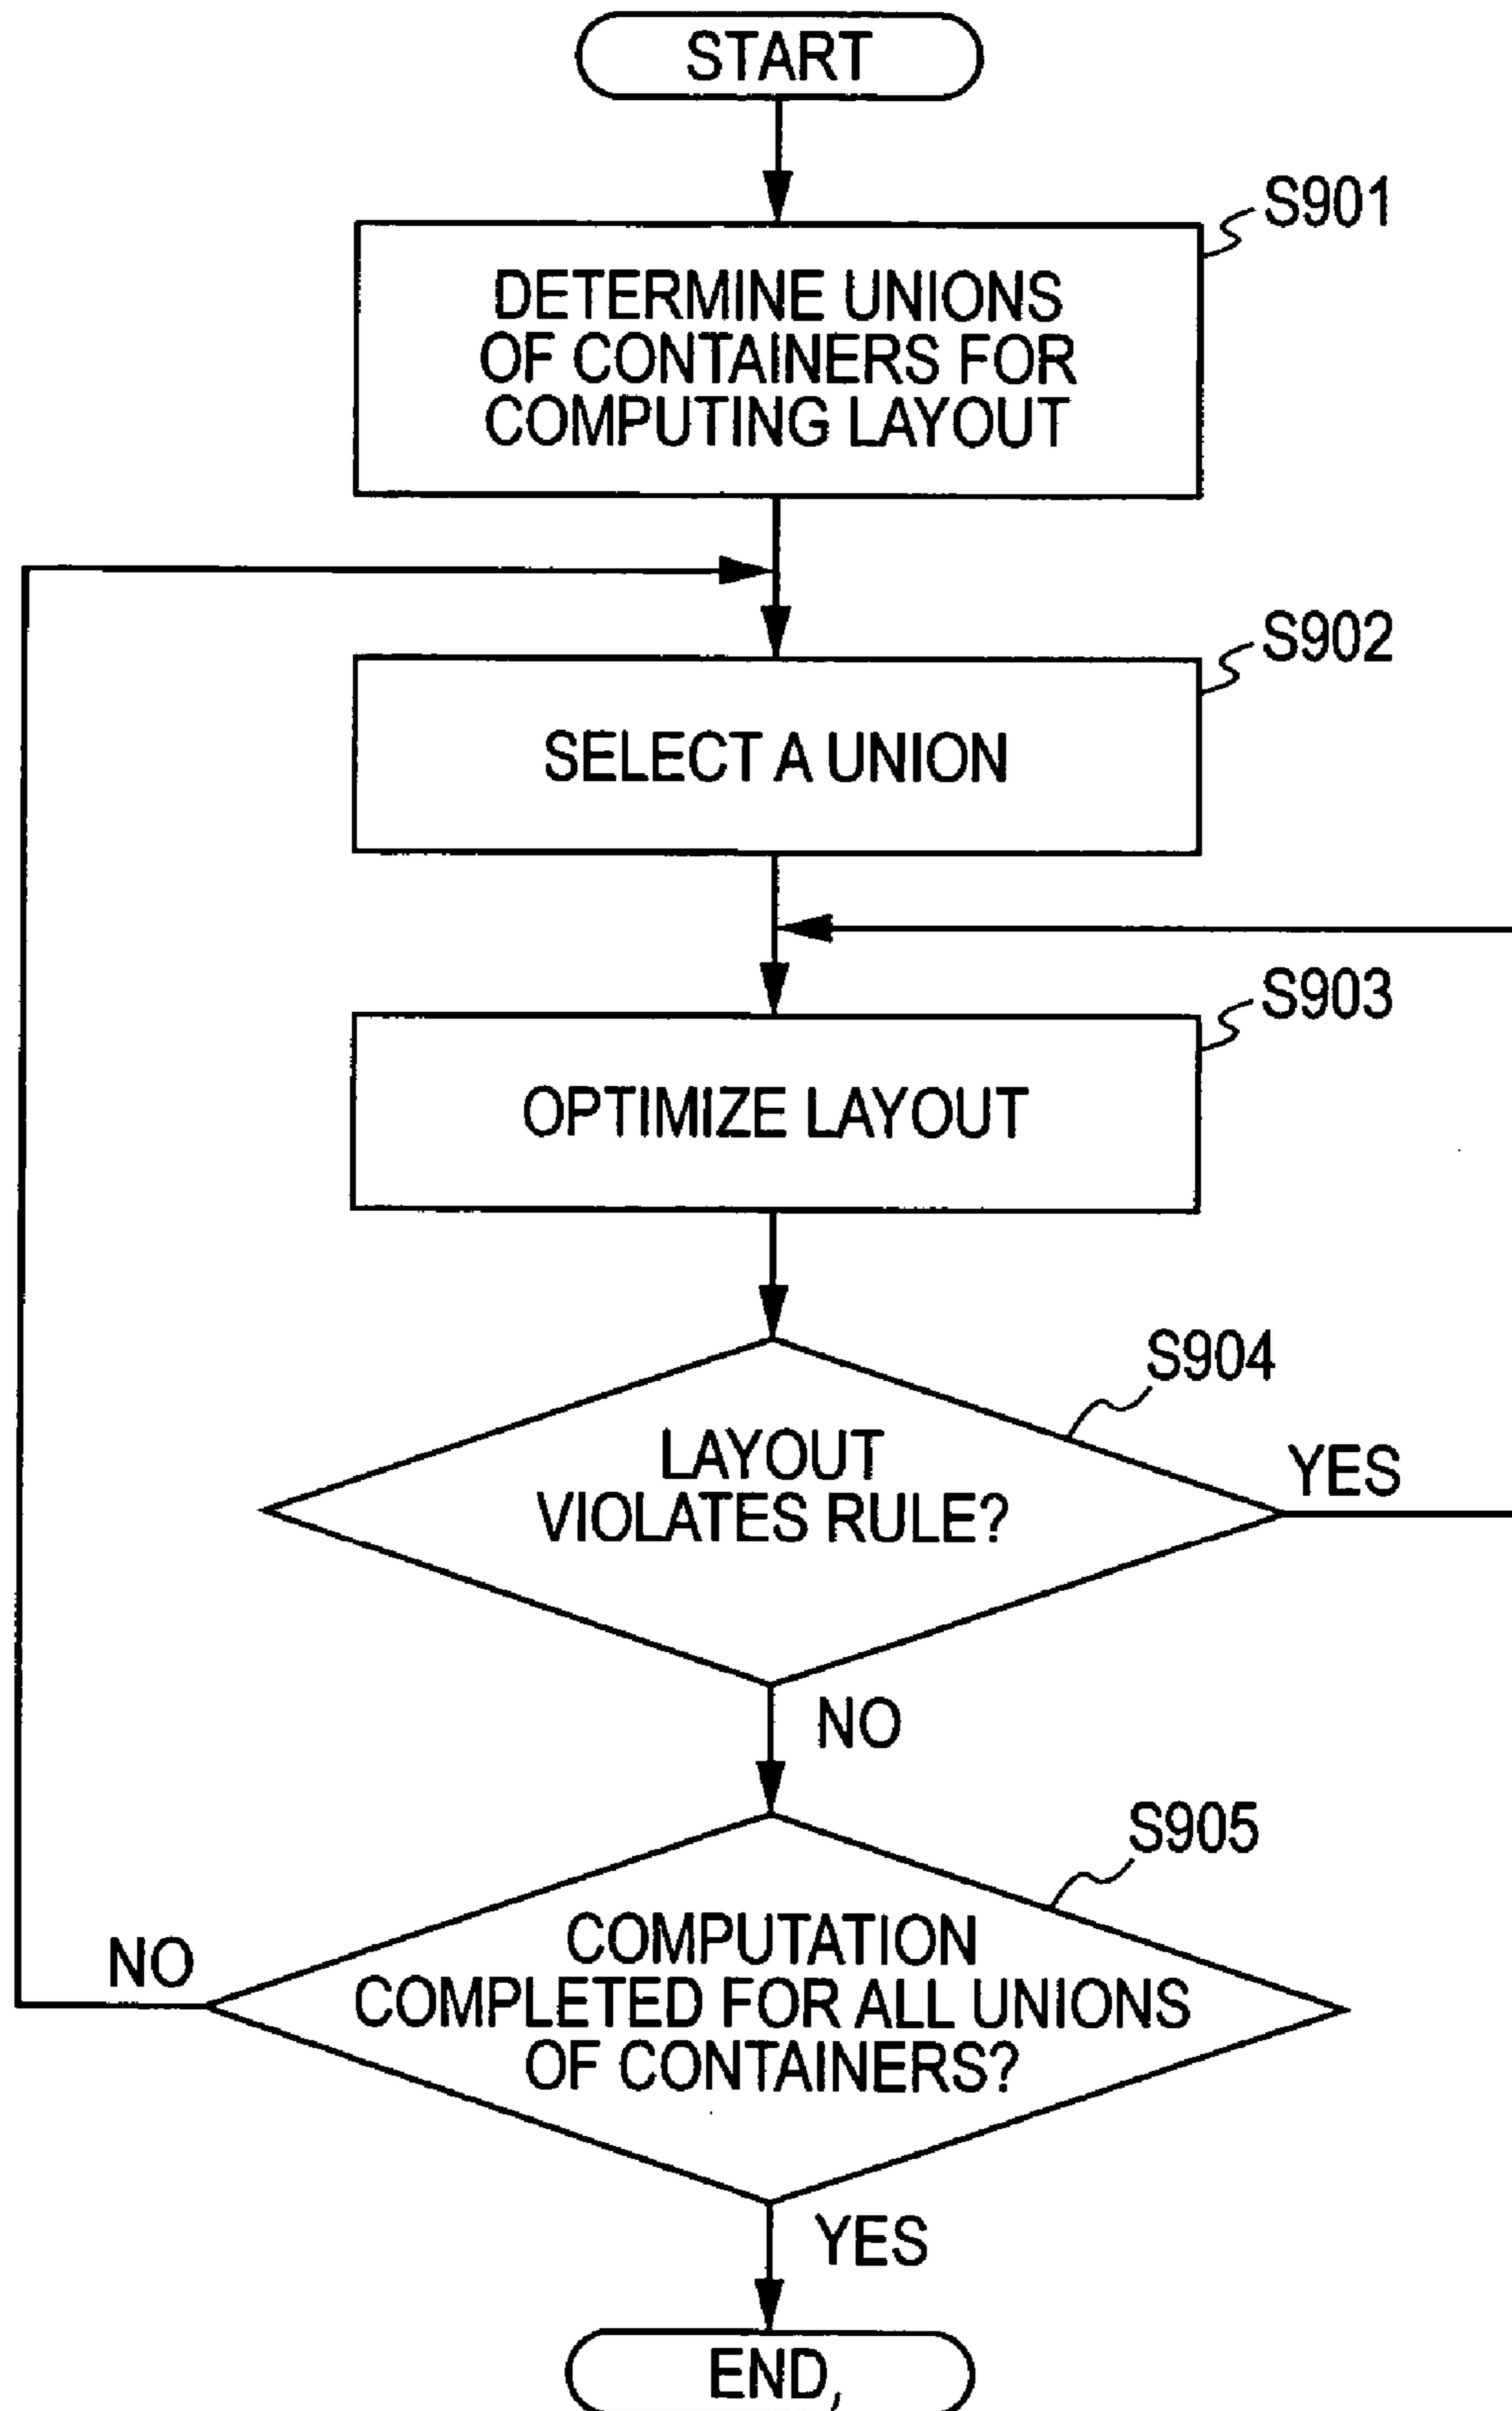 START
S901
DETERMINE UNIONS
OF CONTAINERS FOR
COMPUTING LAYOUT
S902
SELECT A UNION
S903
OPTIMIZE LAYOUT
S904
LAYOUT
VIOLATES RULE?
YES
NO
S905
COMPUTATION
COMPLETED FOR ALL UNIONS
OF CONTAINERS?
NO
YES
END,